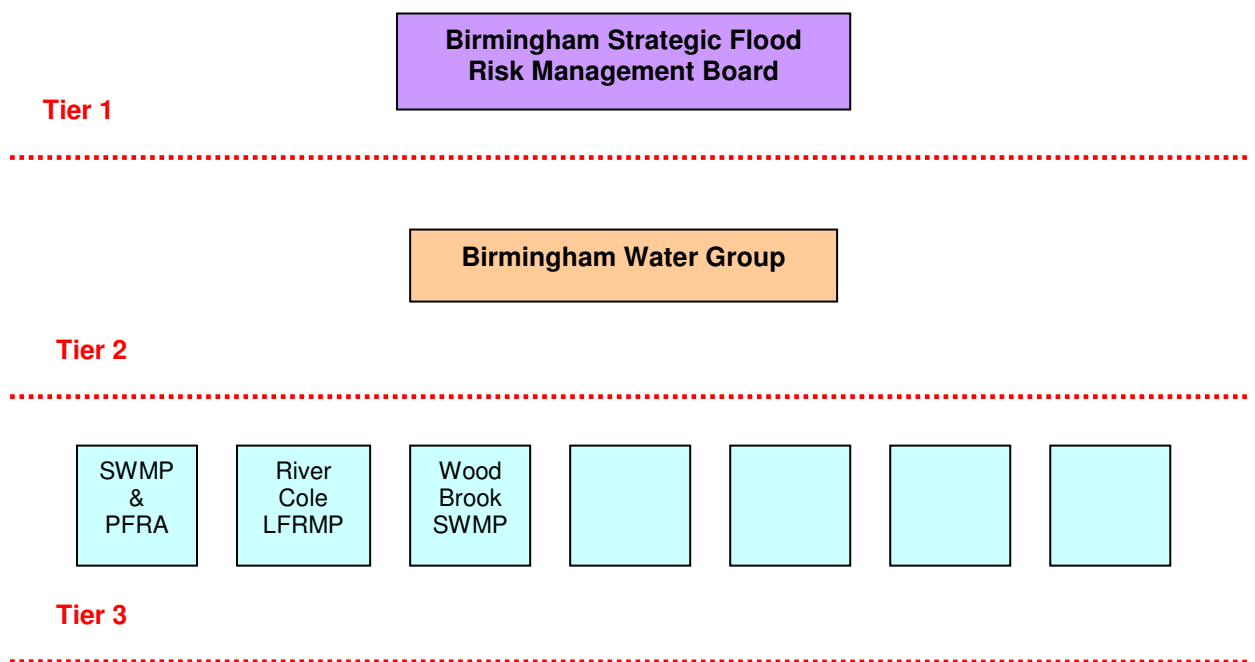 Birmingham Strategic Flood
Risk Management Board
Tier 1
Birmingham Water Group
Tier 2
SWMP
&
PFRA
River
Cole
LFRMP
Wood
Brook
SWMP
Tier 3